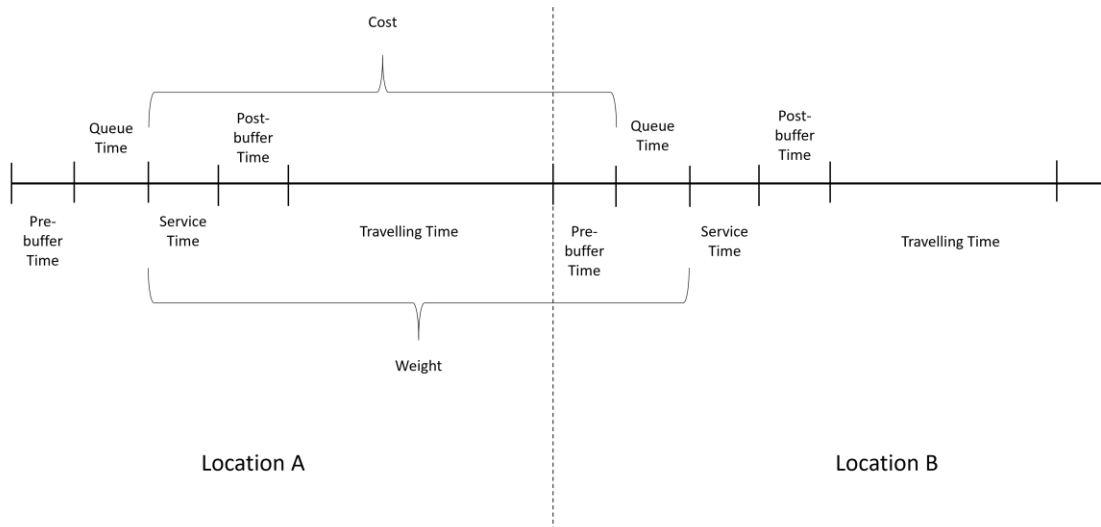 Cost
Queue
Time
Post-
buffer
Time
Queue
Time
Post-
buffer
Time
Pre-
buffer
Time
Service
Time
Travelling Time
Pre-
buffer
Time
Service
Time
Travelling Time
Weight
Location A
Location B